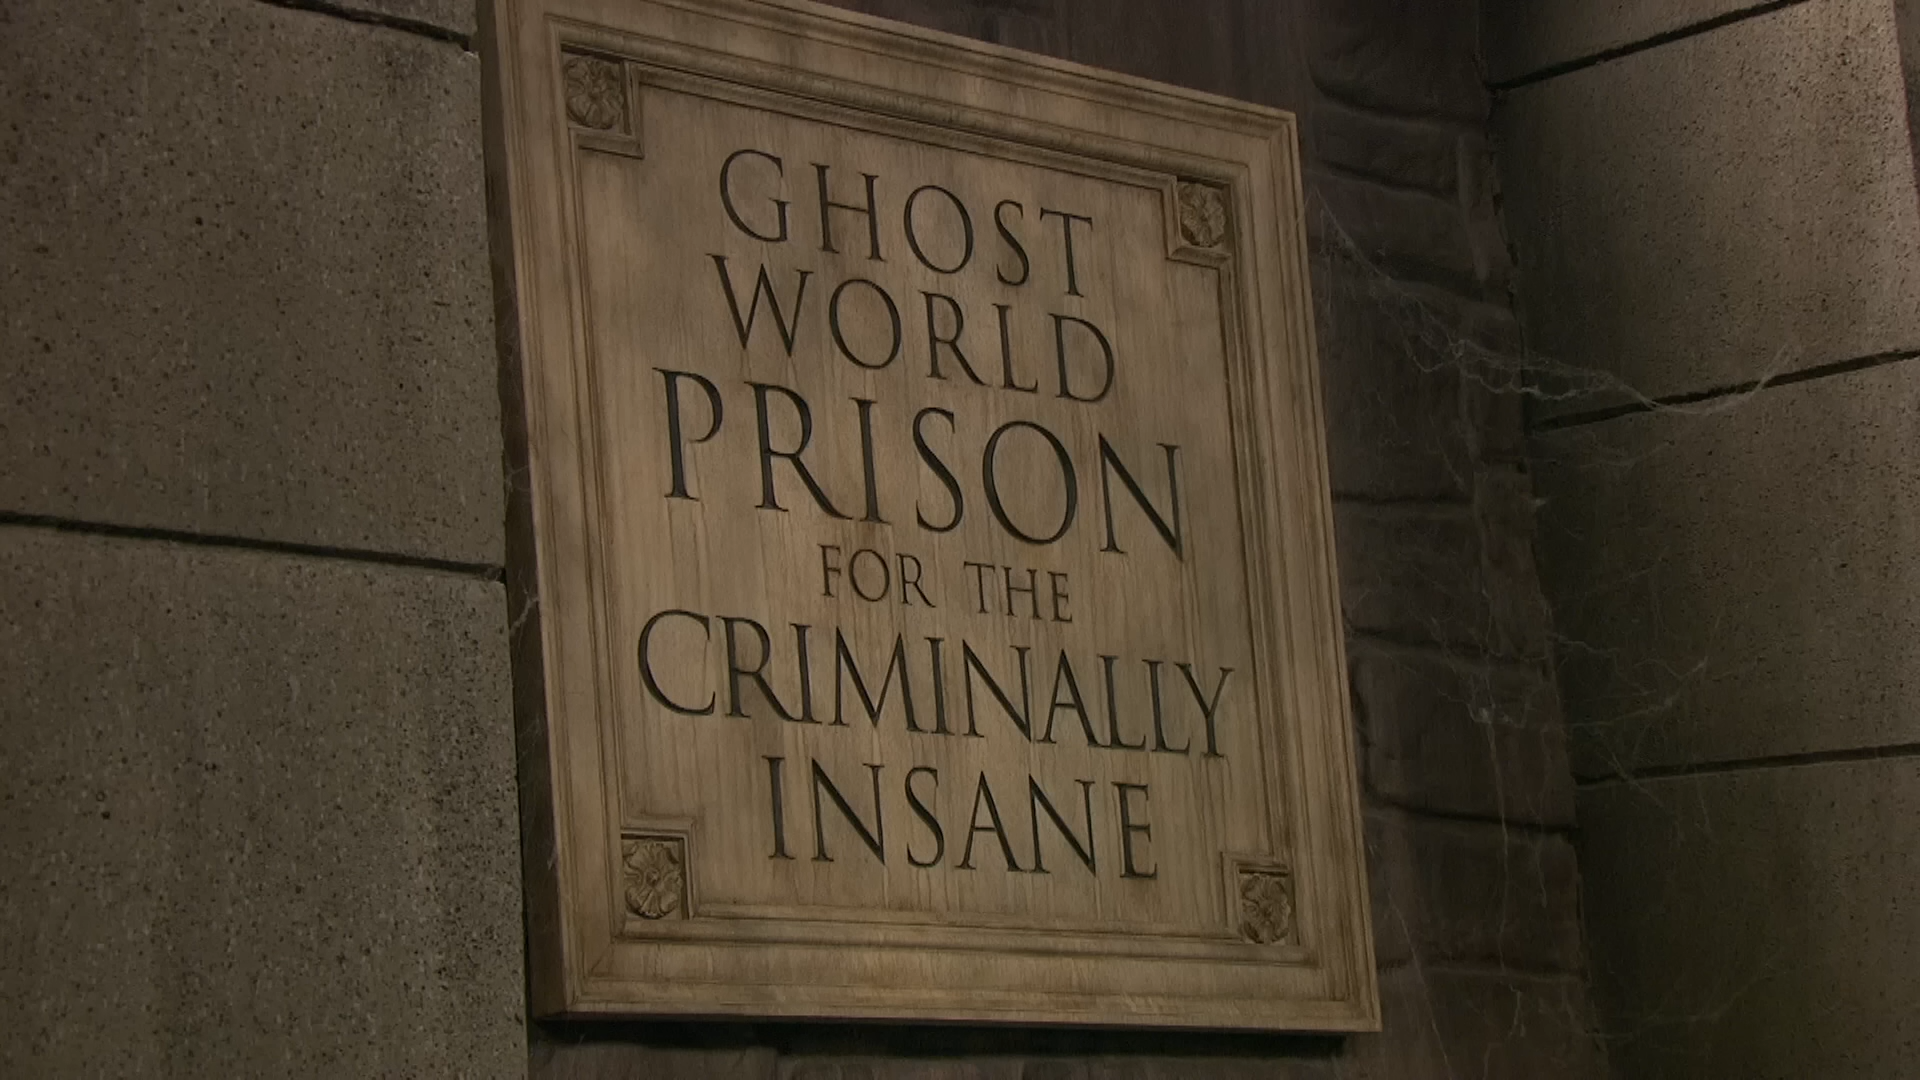 GHOST
WORLD
PRISON
FOR THE
CRIMINALLY
INSANE